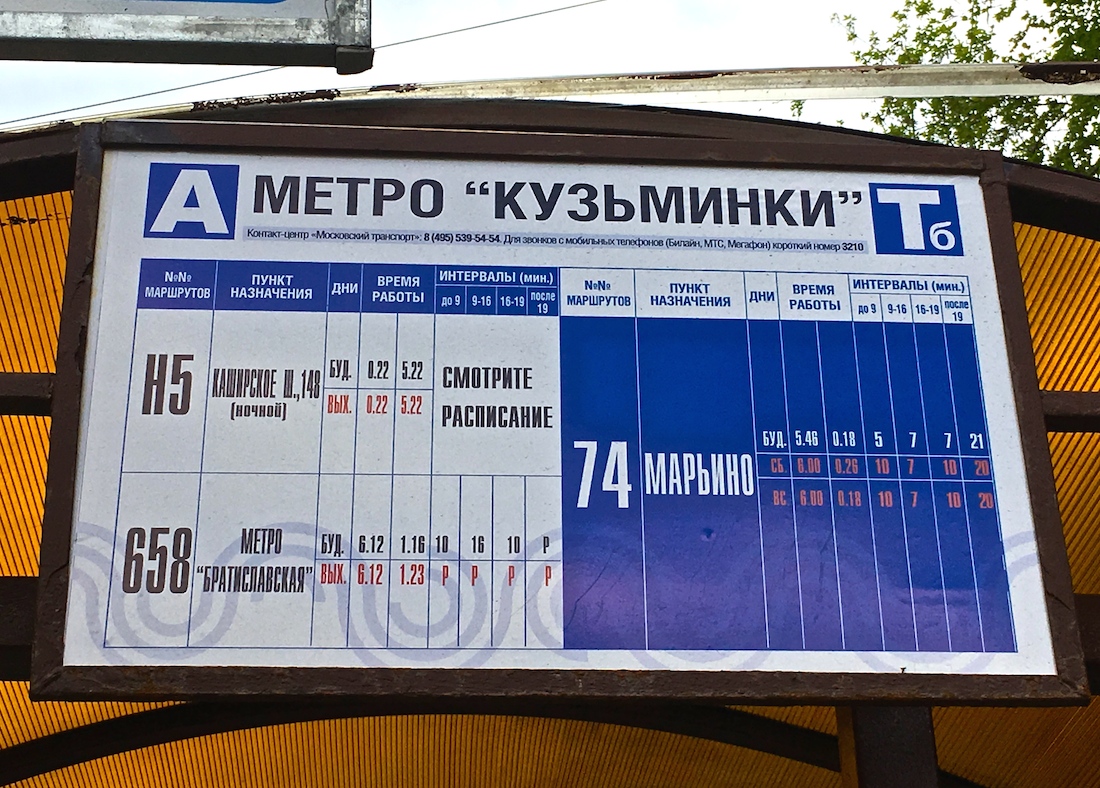 А МЕТРО “КУЗЬМИНКИ” Тб
Контакт-центр «Московский транспорт»: 8 (495) 539-54-54. Для звонков с мобильных телефонов (Билайн, МТС, Мегафон) короткий номер 3210
№№ МАРШРУТОВ
ПУНКТ НАЗНАЧЕНИЯ
ДНИ
ВРЕМЯ РАБОТЫ
ИНТЕРВАЛЫ (мин.)
до 9 9-16 16-19 после 19
Н5
КАШИРСКОЕ Ш.,148
(ночной)
БУД. 0.22 5.22
ВЫХ. 0.22 5.22
СМОТРИТЕ
РАСПИСАНИЕ
658
МЕТРО
“БРАТИСЛАВСКАЯ”
БУД. 6.12 1.16 10 16 10 Р
ВЫХ. 6.12 1.23 Р Р Р Р
№№ МАРШРУТОВ
ПУНКТ НАЗНАЧЕНИЯ
ДНИ
ВРЕМЯ РАБОТЫ
ИНТЕРВАЛЫ (мин.)
до 9 9-16 16-19 после 19
74
МАРЬИНО
БУД. 5.46 0.18 5 7 7 21
СБ. 6.00 0.26 10 7 10 20
ВС 6.00 0.18 10 7 10 20